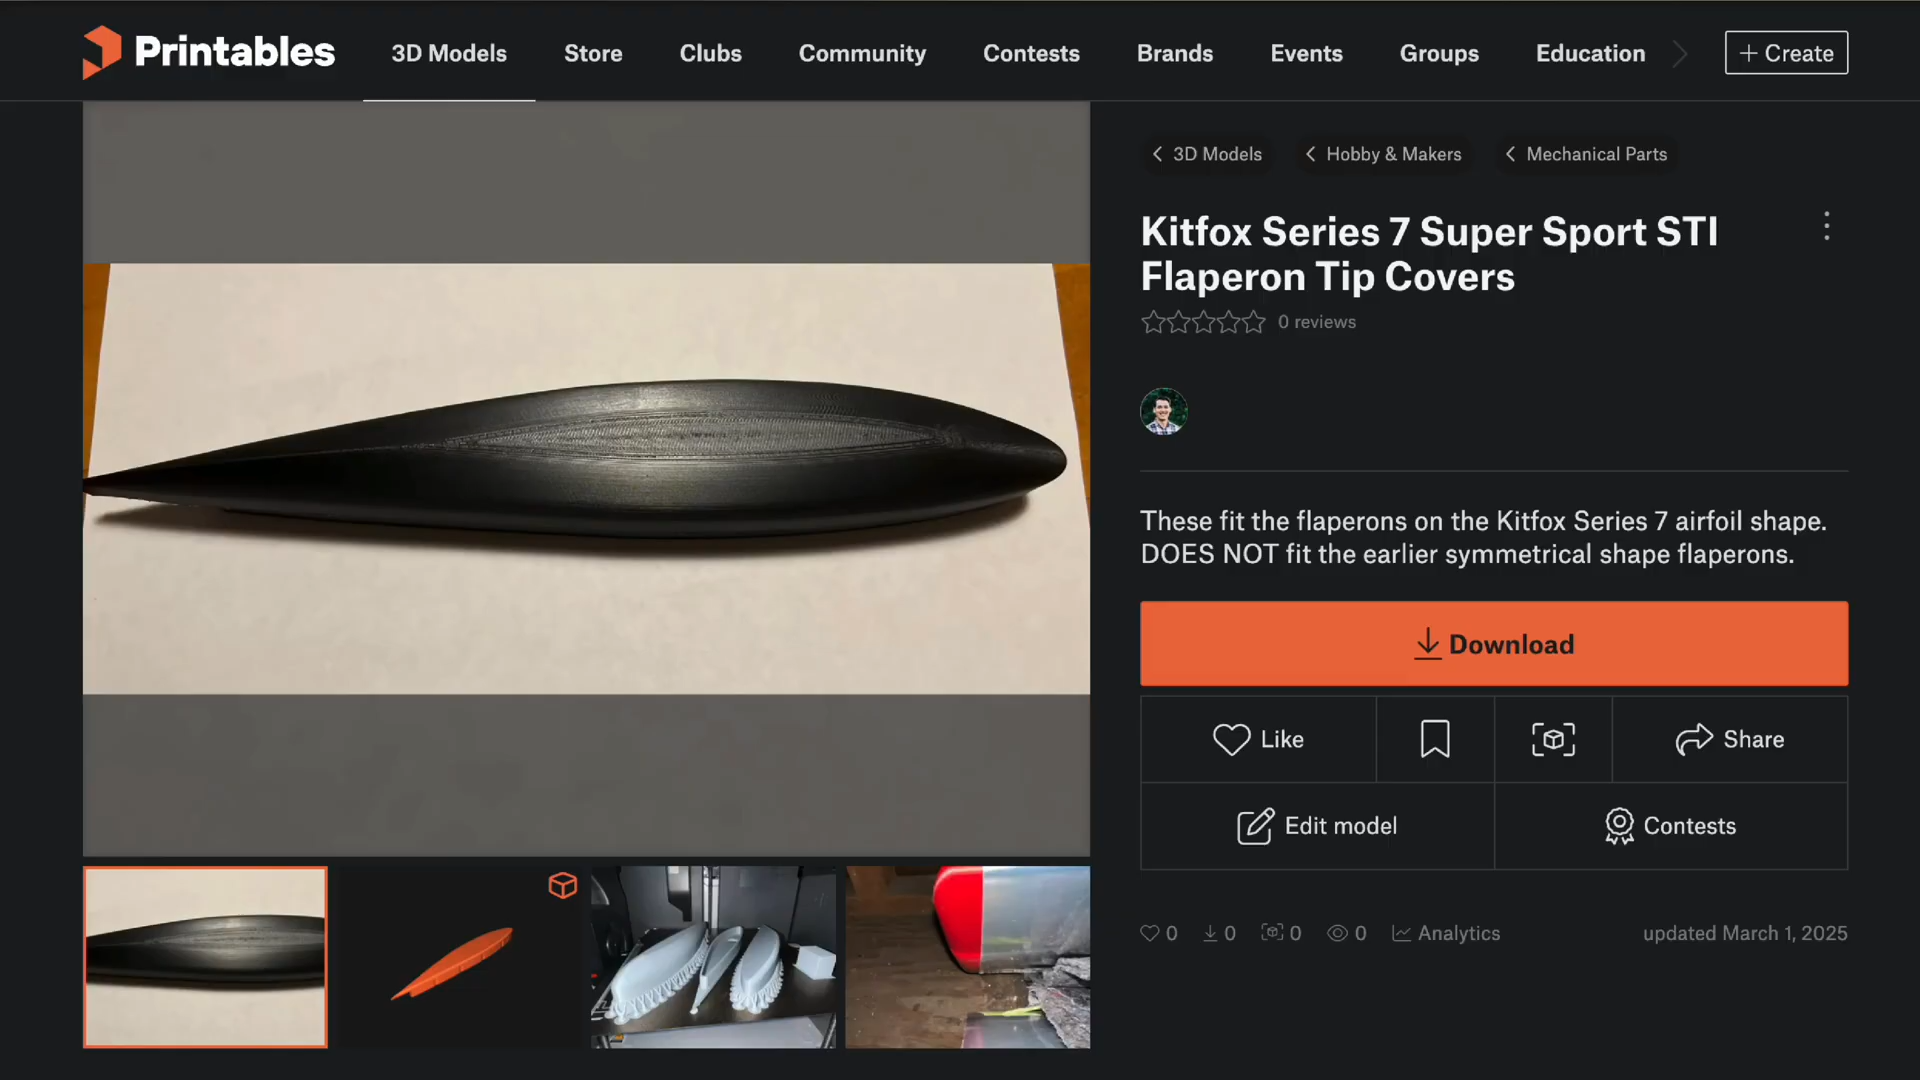 Printables
3D Models
Store
Clubs
Community
Contests
Brands
Events
Groups
Education
+ Create
3D Models
Hobby & Makers
Mechanical Parts
Kitfox Series 7 Super Sport STI
Flaperon Tip Covers
0 reviews
These fit the flaperons on the Kitfox Series 7 airfoil shape.
DOES NOT fit the earlier symmetrical shape flaperons.
Download
Like
Share
Edit model
Contests
0
0
0
0
Analytics
updated March 1, 2025